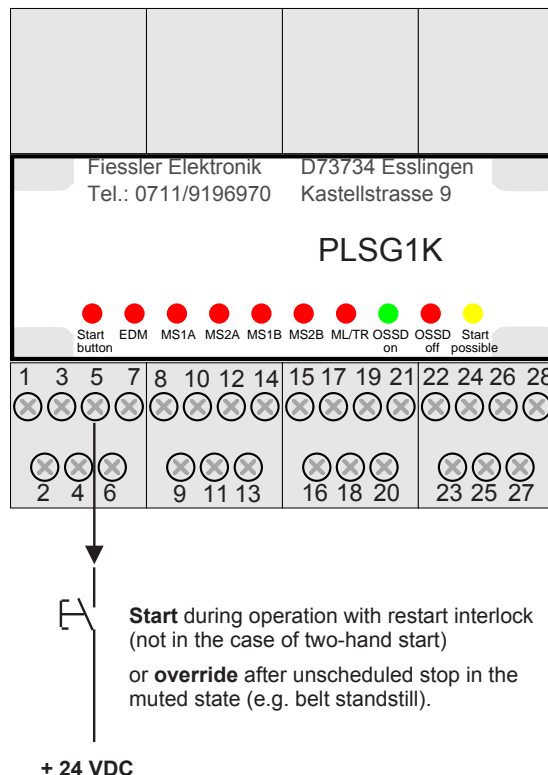 Fiessler Elektronik D73734 Esslingen
Tel.: 0711/9196970 Kastellstrasse 9
PLSG1K
Start button EDM MS1A MS2A MS1B MS2B ML/TR OSSD on OSSD off Start possible
1 3 5 7 8 10 12 14 15 17 19 21 22 24 26 28
2 4 6 9 11 13 16 18 20 23 25 27
Start during operation with restart interlock
(not in the case of two-hand start)
or override after unscheduled stop in the
muted state (e.g. belt standstill).
+ 24 VDC